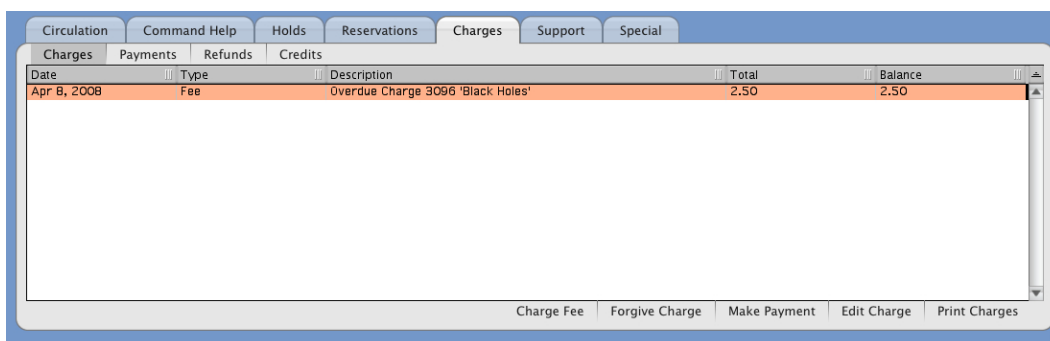 Circulation Command Help Holds Reservations Charges Support Special
Charges Payments Refunds Credits
Date Type Description Total Balance
Apr 8, 2008 Fee Overdue Charge 3096 'Black Holes' 2.50 2.50
Charge Fee Forgive Charge Make Payment Edit Charge Print Charges